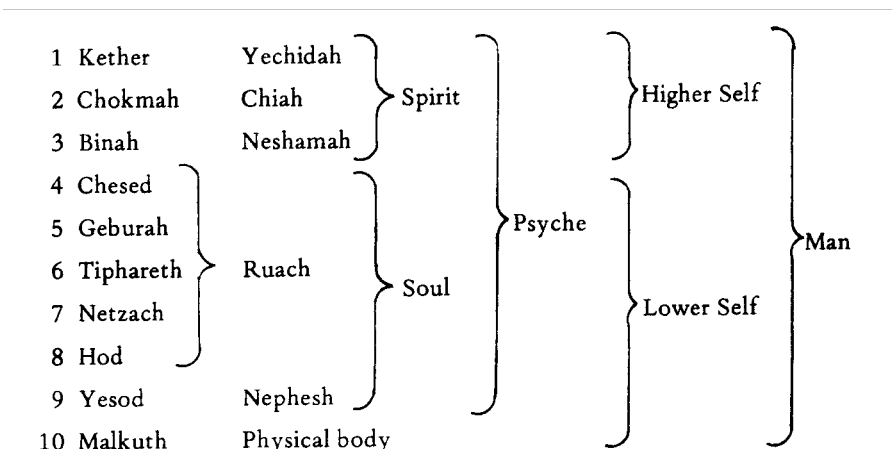 1 Kether Yechidah
2 Chokmah Chiah Spirit Higher Self
3 Binah Neshamah
4 Chesed
5 Geburah Psyche
6 Tiphareth Ruach Man
7 Netzach Soul Lower Self
8 Hod
9 Yesod Nephesh
10 Malkuth Physical body